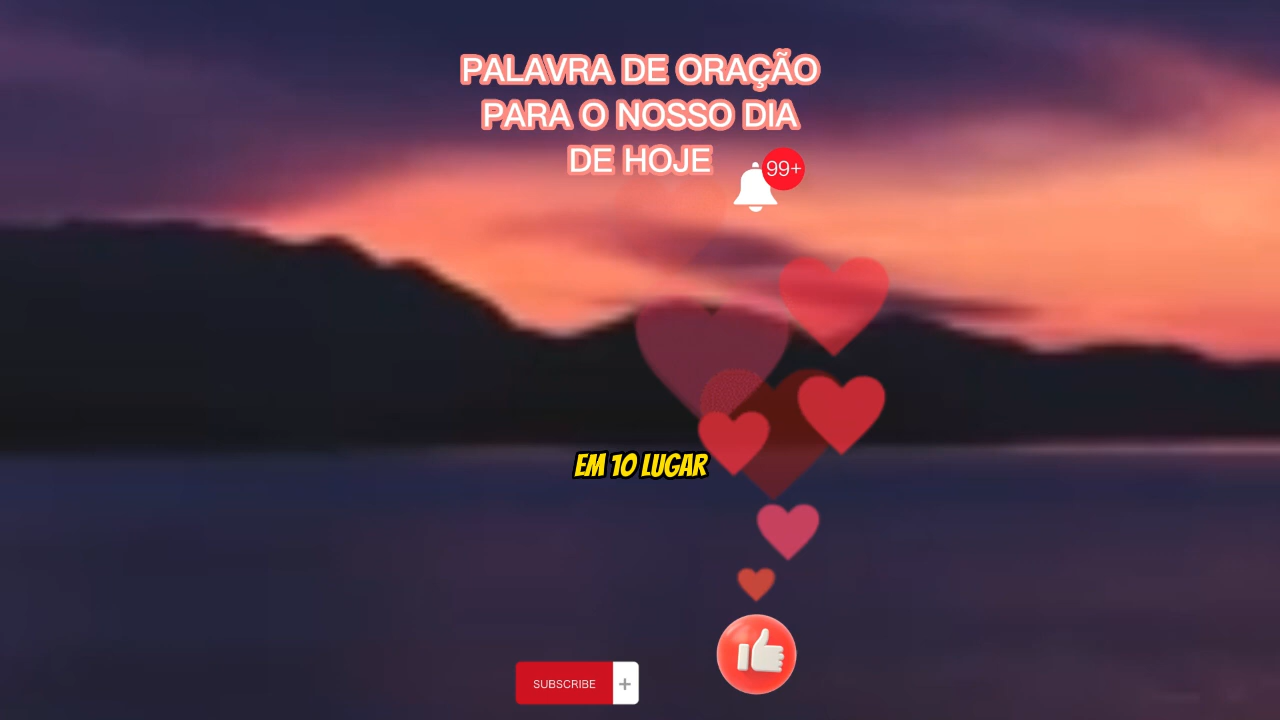 PALAVRA DE ORAÇÃO
PARA O NOSSO DIA
DE HOJE
99+
EM 10 LUGAR
SUBSCRIBE +